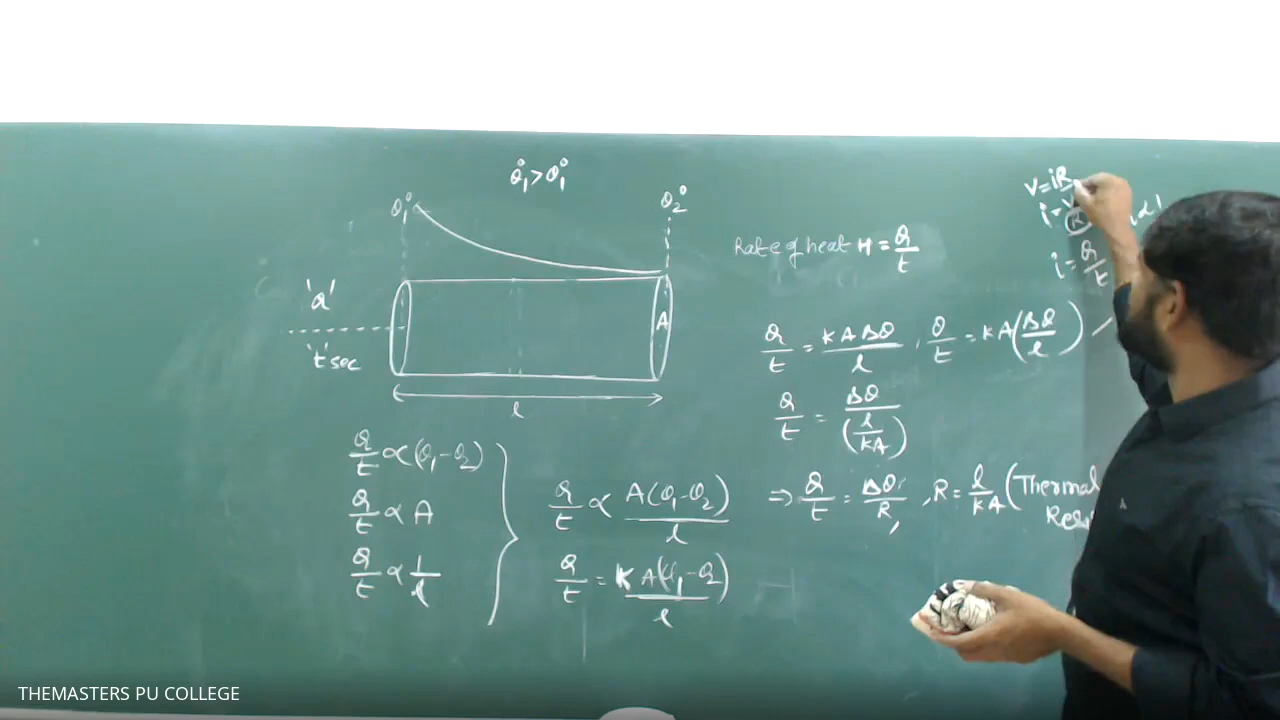 θ₁° > θ₁°
θ₁°
θ₂°
'Q'
't' sec
A
l
Q/t ∝ (θ₁-θ₂)
Q/t ∝ A
Q/t ∝ 1/l
Q/t ∝ A(θ₁-θ₂)/l
Q/t = K A(θ₁-θ₂)/l
Rate of heat H = Q/t
Q/t = KAΔθ/l , Q/t = KA(Δθ/l)
Q/t = Δθ/(l/KA)
⇒ Q/t = Δθ/R , R = l/KA (Thermal
V=iR
i = Q/t
THEMASTERS PU COLLEGE